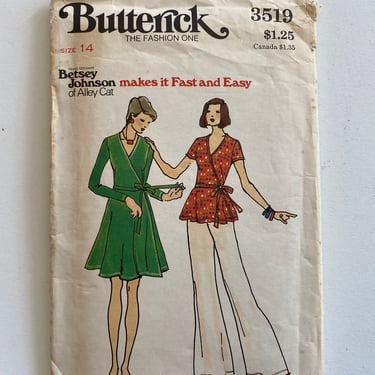 Butterick
3519
THE FASHION ONE
$1.25
Canada $1.35
SIZE 14
Betsey
Johnson makes it Fast and Easy
of Alley Cat